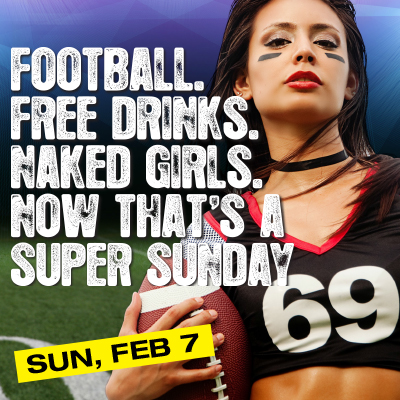 FOOTBALL.
FREE DRINKS.
NAKED GIRLS.
NOW THAT'S A
SUPER SUNDAY
69
SUN, FEB 7